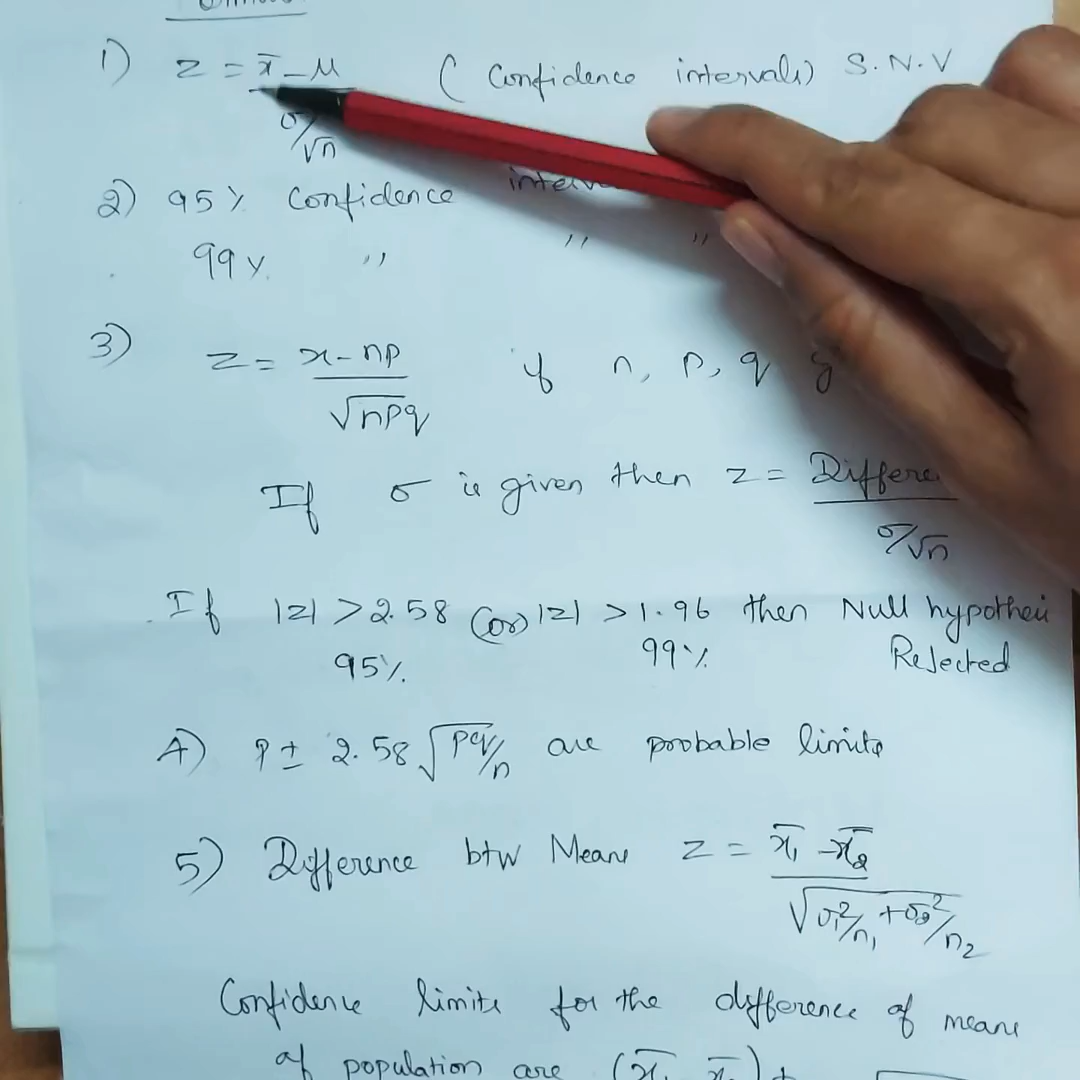 1) z = x̄ - μ / σ/√n ( Confidence intervals) S.N.V
2) 95% Confidence
99% " " "
3) z = x - np / √npq if n, p, q
If σ is given then z = / σ/√n
If |z| > 2.58 (or) |z| > 1.96 then Null
95% 99% Rejected
4) p ± 2.58 √pq/n are probable limits
5) Difference btw Means z = x̄₁ - x̄₂ / √σ₁²/n₁ + σ₂²/n₂
Confidence limits for the difference of means
of population are (x̄₁ x̄₂) ±